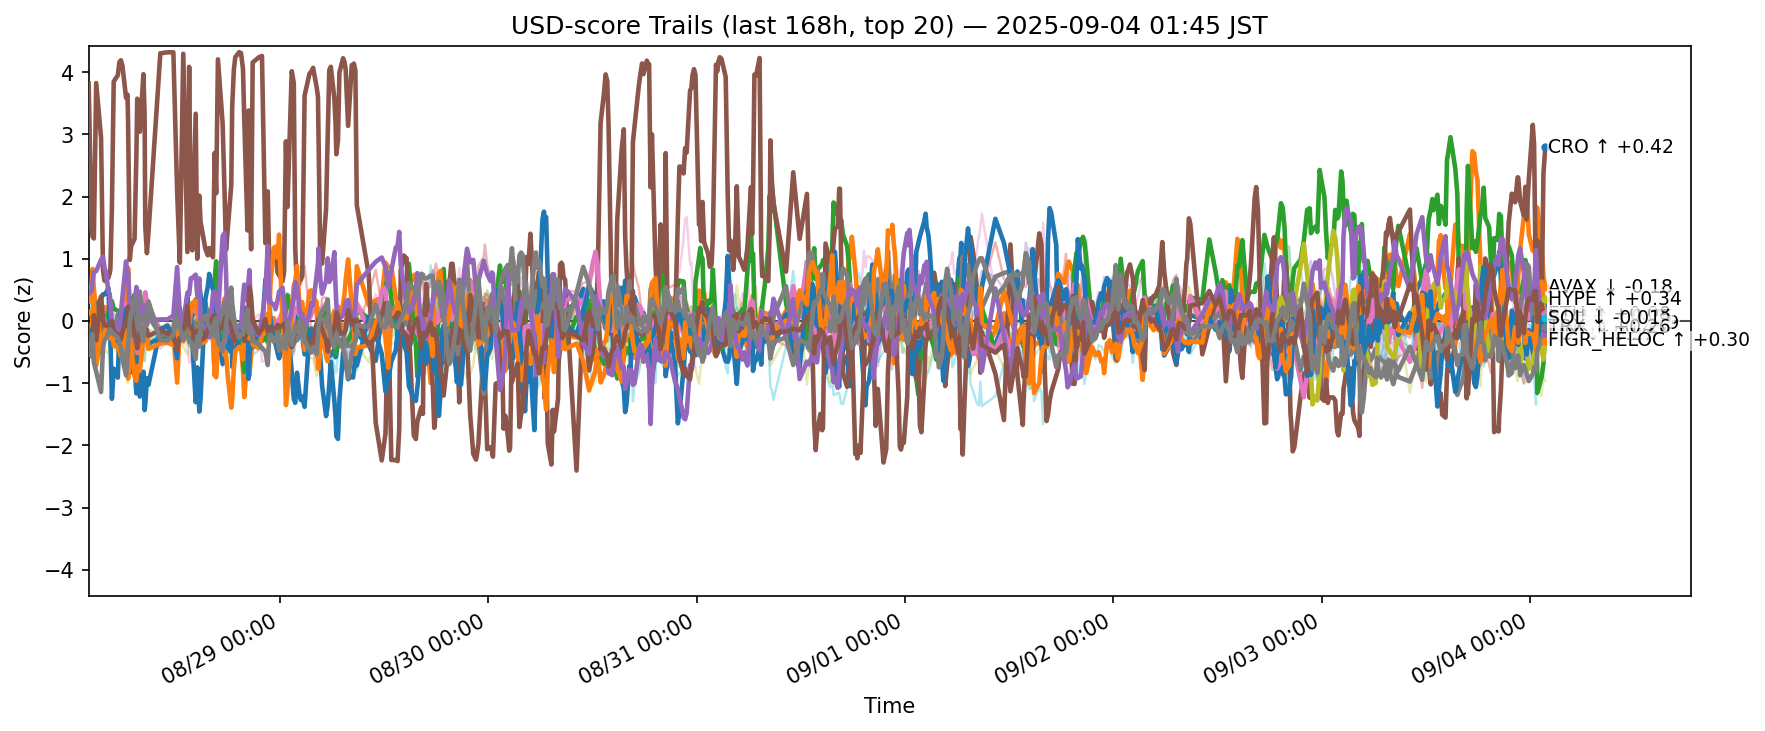 USD-score Trails (last 168h, top 20) — 2025-09-04 01:45 JST
Score (z)
4
3
2
1
0
−1
−2
−3
−4
CRO ↑ +0.42
AVAX ↓ -0.18
HYPE ↑ +0.34
SOL ↓ -0.01
FIGR_HELOC ↑ +0.30
08/29 00:00
08/30 00:00
08/31 00:00
09/01 00:00
09/02 00:00
09/03 00:00
09/04 00:00
Time